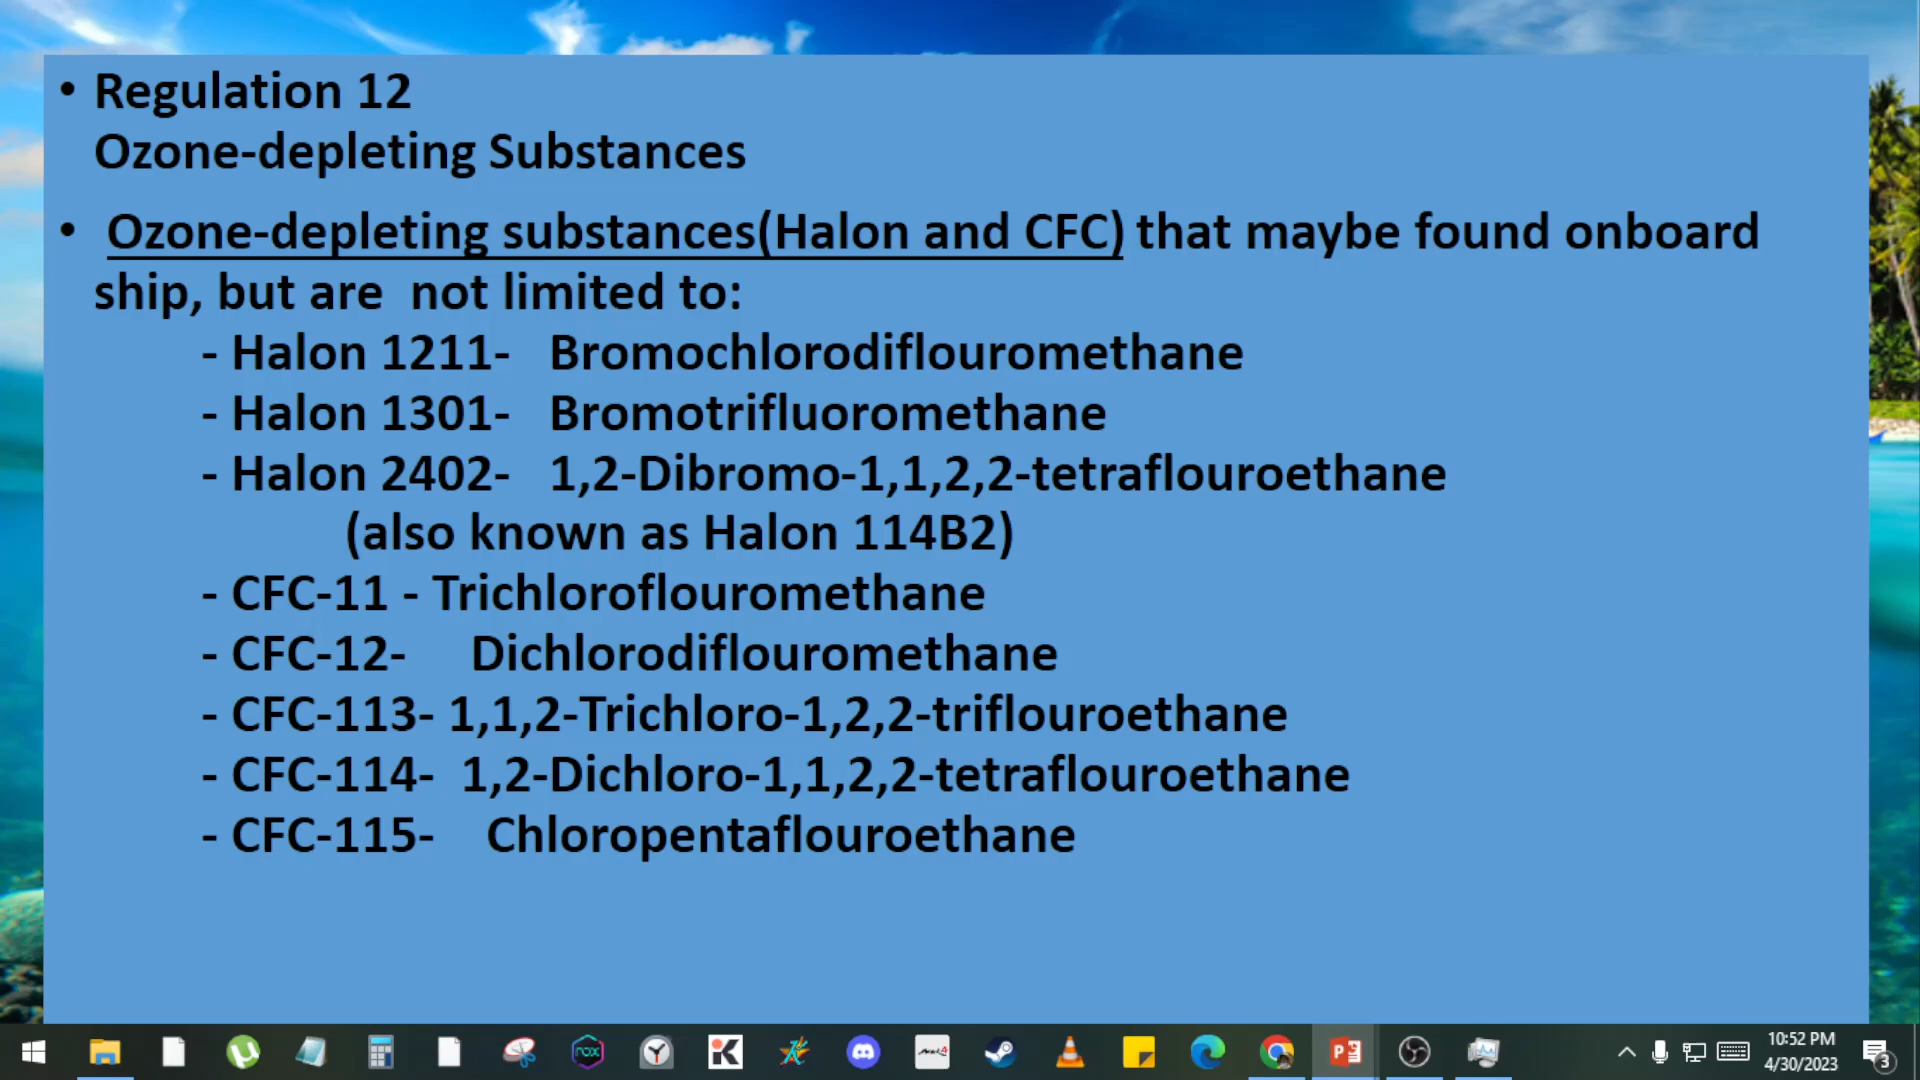 • Regulation 12
Ozone-depleting Substances
• Ozone-depleting substances(Halon and CFC) that maybe found onboard
ship, but are not limited to:
- Halon 1211- Bromochlorodiflouromethane
- Halon 1301- Bromotrifluoromethane
- Halon 2402- 1,2-Dibromo-1,1,2,2-tetraflouroethane
(also known as Halon 114B2)
- CFC-11 - Trichloroflouromethane
- CFC-12- Dichlorodiflouromethane
- CFC-113- 1,1,2-Trichloro-1,2,2-triflouroethane
- CFC-114- 1,2-Dichloro-1,1,2,2-tetraflouroethane
- CFC-115- Chloropentaflouroethane
nox
10:52 PM
4/30/2023
3